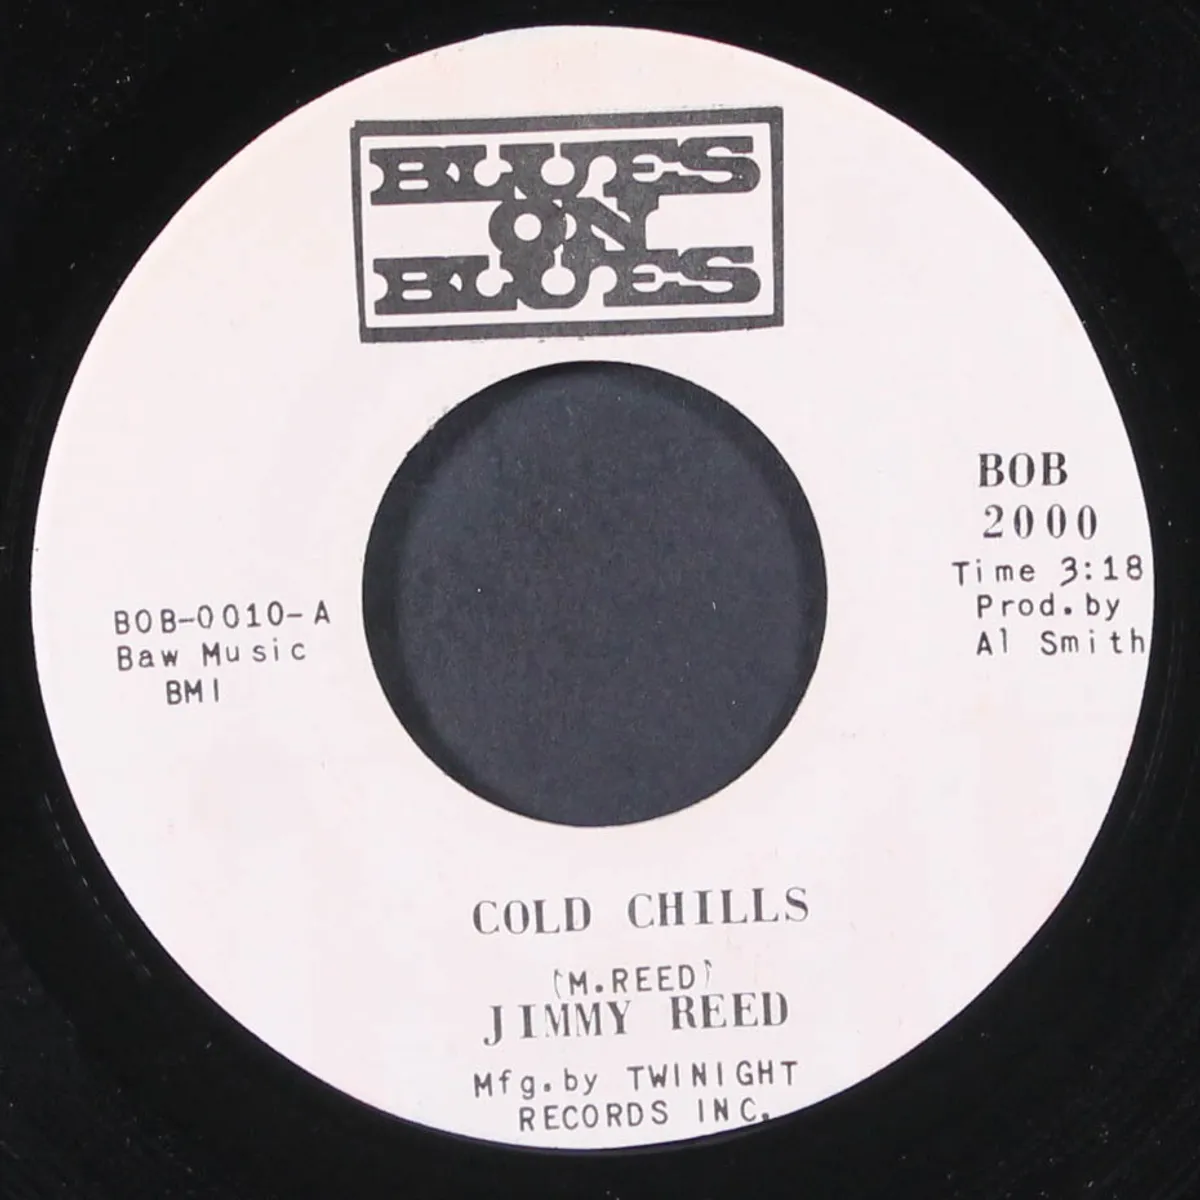 BLUES
ON
BLUES
BOB
2000
Time 3:18
Prod.by
Al Smith
BOB-0010-A
Baw Music
BMI
COLD CHILLS
(M.REED)
JIMMY REED
Mfg.by TWINIGHT
RECORDS INC.